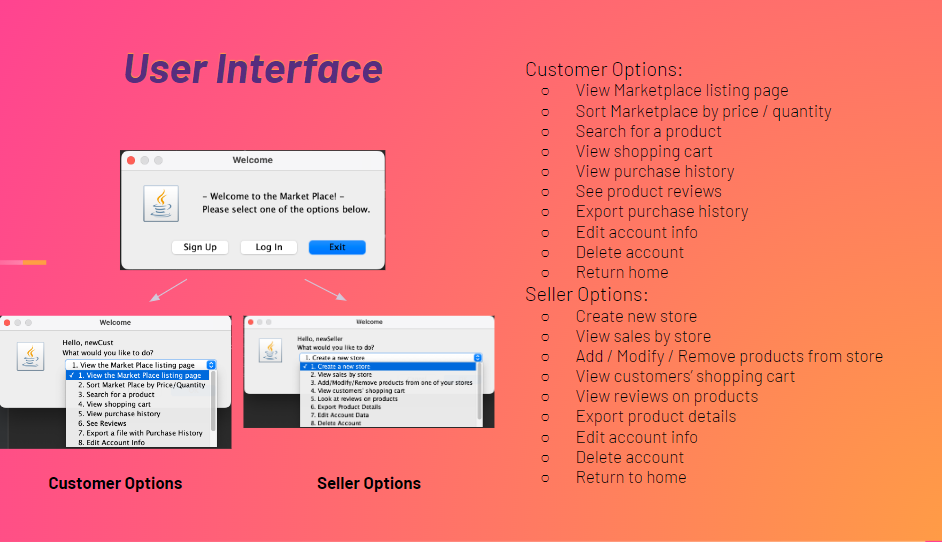 User Interface
Welcome
– Welcome to the Market Place! –
Please select one of the options below.
Sign Up
Log In
Exit
Welcome
Hello, newCust
What would you like to do?
1. View the Market Place listing page
✓ 1. View the Market Place listing page
2. Sort Market Place by Price/Quantity
3. Search for a product
4. View shopping cart
5. View purchase history
6. See Reviews
7. Export a file with Purchase History
8. Edit Account Info
Customer Options
Welcome
Hello, newSeller
What would you like to do?
1. Create a new store
✓ 1. Create a new store
2. View sales by store
3. Add/Modify/Remove products from one of your stores
4. View customers' shopping cart
5. Look at reviews on products
6. Export Product Details
7. Edit Account Data
8. Delete Account
Seller Options
Customer Options:
○ View Marketplace listing page
○ Sort Marketplace by price / quantity
○ Search for a product
○ View shopping cart
○ View purchase history
○ See product reviews
○ Export purchase history
○ Edit account info
○ Delete account
○ Return home
Seller Options:
○ Create new store
○ View sales by store
○ Add / Modify / Remove products from store
○ View customers’ shopping cart
○ View reviews on products
○ Export product details
○ Edit account info
○ Delete account
○ Return to home